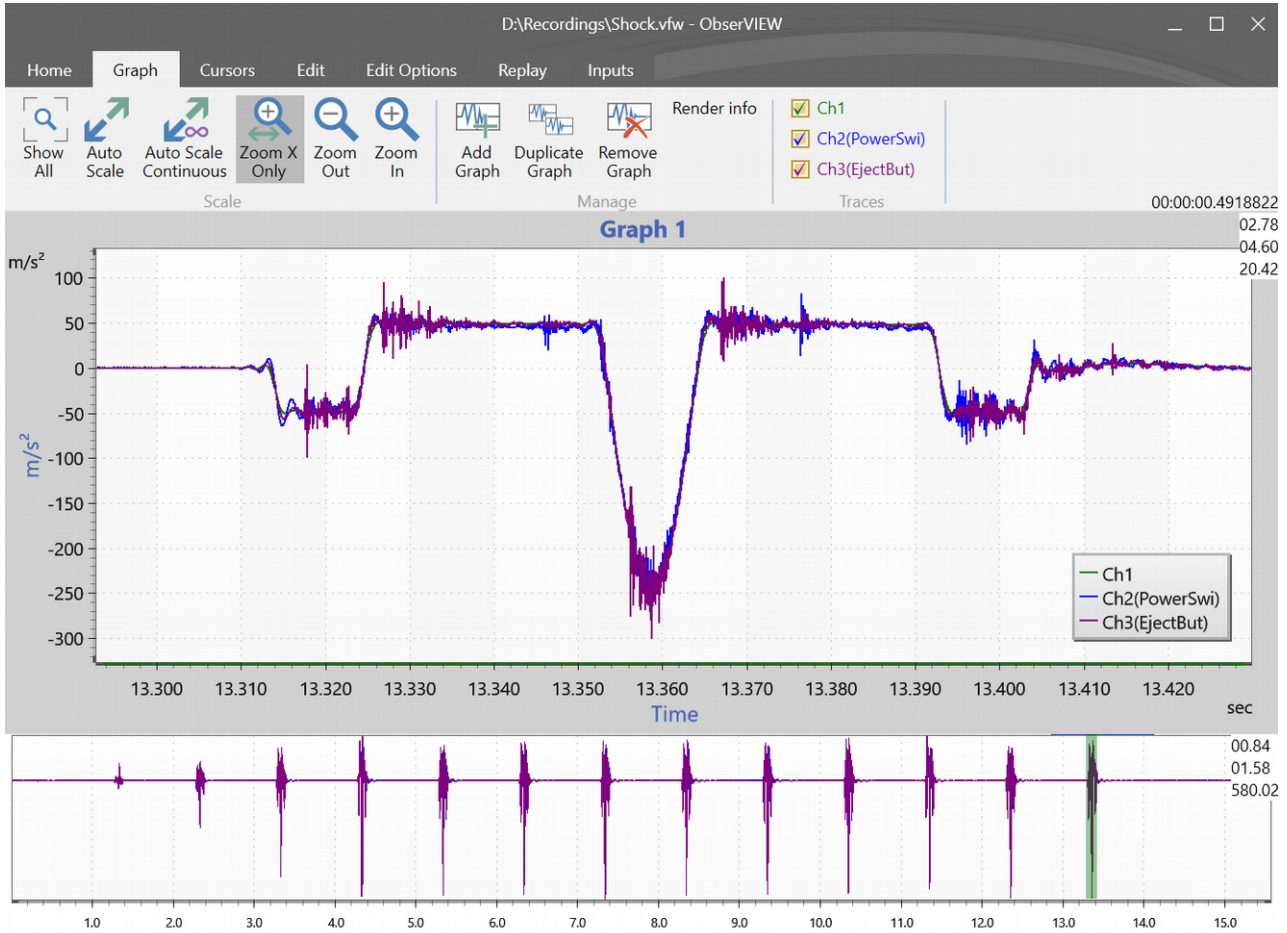 D:\Recordings\Shock.vfw - ObserVIEW
Home Graph Cursors Edit Edit Options Replay Inputs
Show All
Auto Scale
Auto Scale Continuous
Zoom X Only
Zoom Out
Zoom In
Scale
Add Graph
Duplicate Graph
Remove Graph
Render info
Manage
Ch1
Ch2(PowerSwi)
Ch3(EjectBut)
Traces
00:00:00.4918822
02.78
04.60
20.42
Graph 1
m/s²
100
50
0
-50
-100
-150
-200
-250
-300
m/s²
Ch1
Ch2(PowerSwi)
Ch3(EjectBut)
13.300 13.310 13.320 13.330 13.340 13.350 13.360 13.370 13.380 13.390 13.400 13.410 13.420
Time
sec
00.84
01.58
580.02
1.0 2.0 3.0 4.0 5.0 6.0 7.0 8.0 9.0 10.0 11.0 12.0 13.0 14.0 15.0